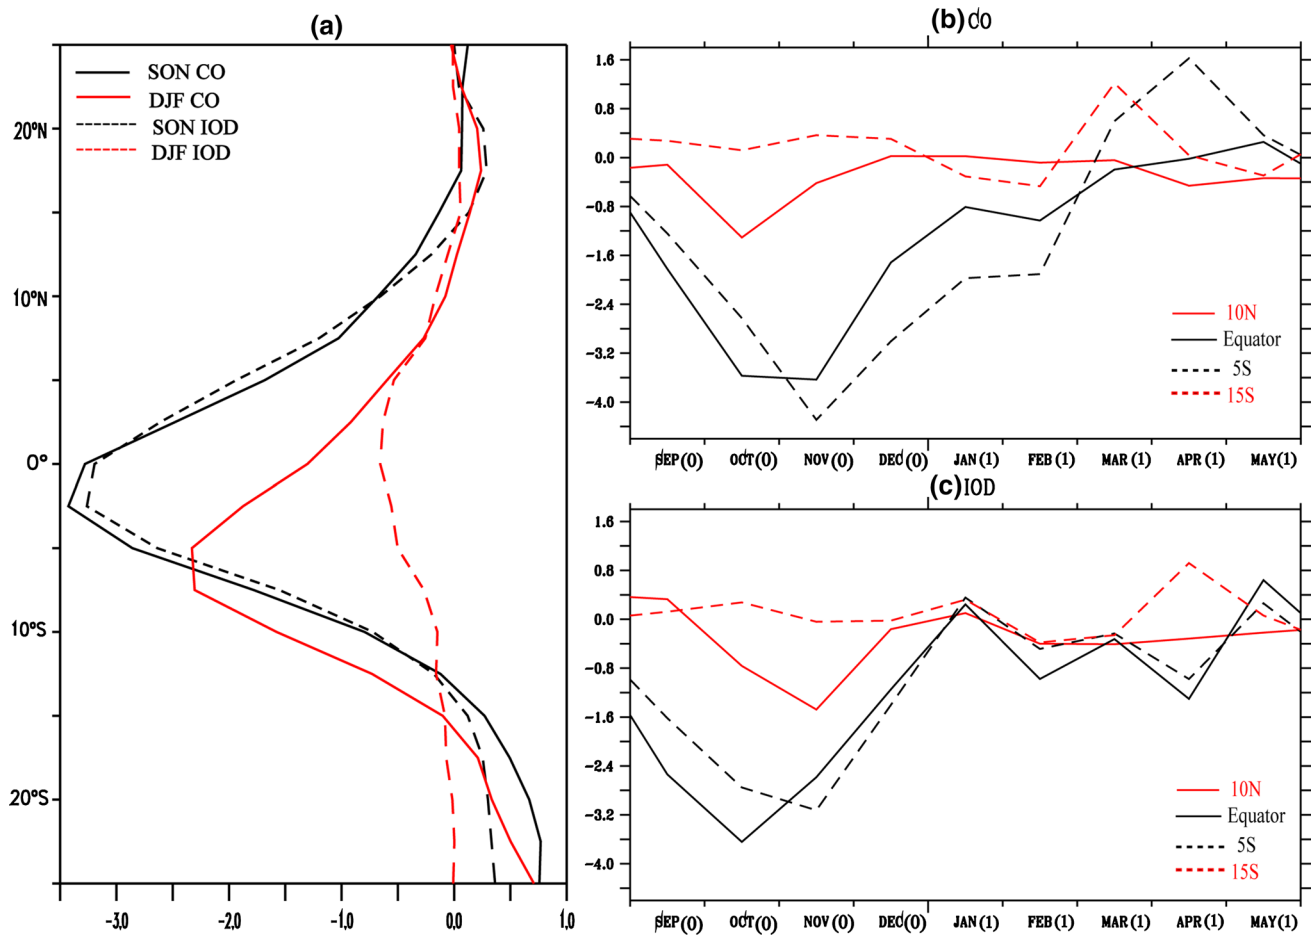 (a)
SON CO
DJF CO
SON IOD
DJF IOD
20°N
10°N
0°
10°S
20°S
-3.0
-2.0
-1.0
0.0
1.0
(b) do
1.6
0.8
0.0
-0.8
-1.6
-2.4
-3.2
-4.0
10N
Equator
5S
15S
SEP(0) OCT(0) NOV(0) DEC(0) JAN(1) FEB(1) MAR(1) APR(1) MAY(1)
(c) IOD
1.6
0.8
0.0
-0.8
-1.6
-2.4
-3.2
-4.0
10N
Equator
5S
15S
SEP(0) OCT(0) NOV(0) DEC(0) JAN(1) FEB(1) MAR(1) APR(1) MAY(1)